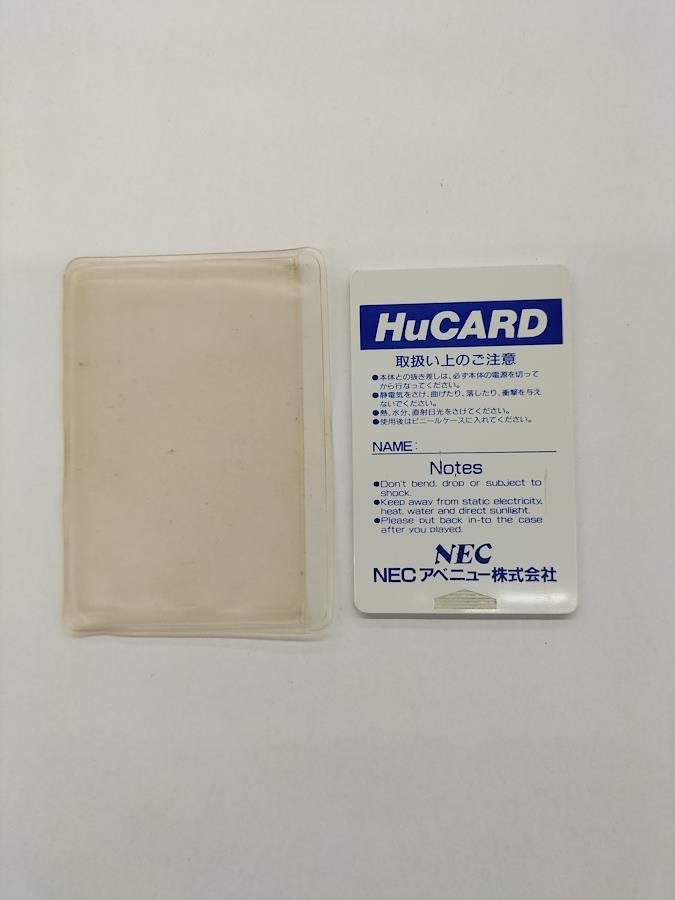 HuCARD
取扱い上のご注意
●本体との抜き差しは、必ず本体の電源を切って
から行なってください。
●静電気をさけ、曲げたり、落したり、衝撃を与え
ないでください。
●熱、水分、直射日光をさけてください。
●使用後はビニールケースに入れてください。
NAME:
Notes
●Don't bend, drop or subject to
shock.
●Keep away from static electricity,
heat, water and direct sunlight.
●Please put back in-to the case
after you played.
NEC
NECアベニュー株式会社